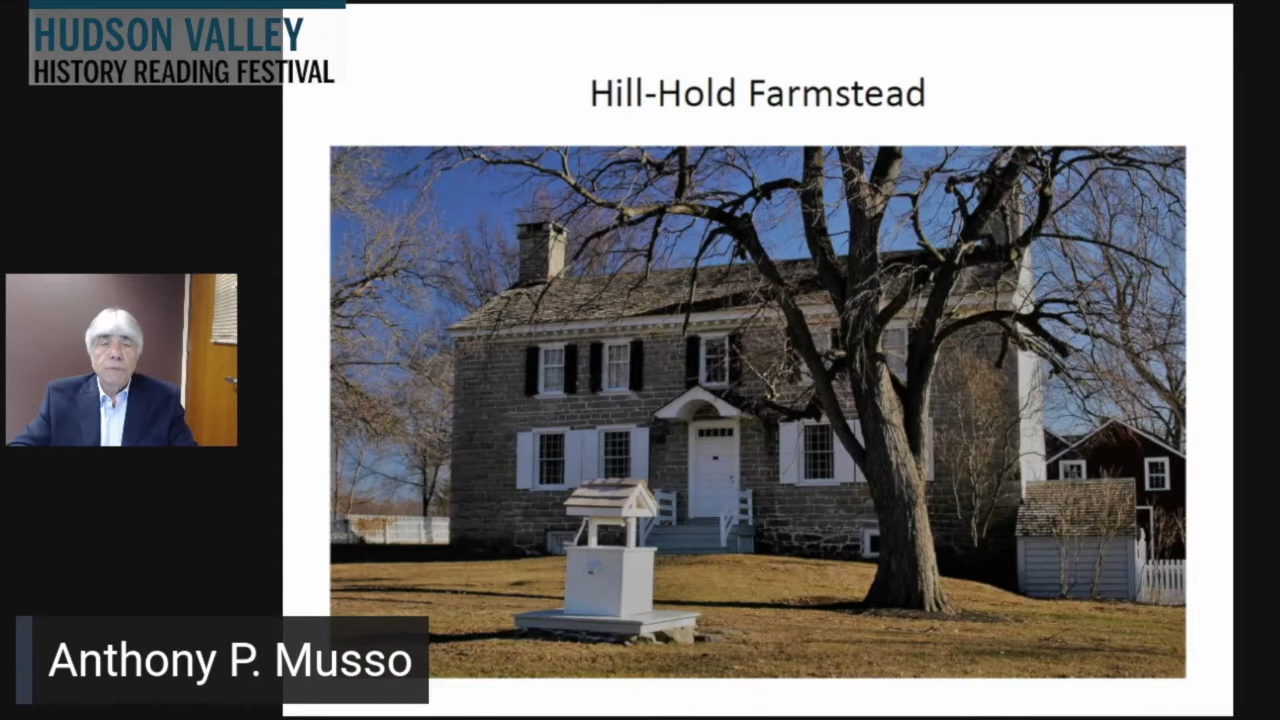 HUDSON VALLEY
HISTORY READING FESTIVAL
Hill-Hold Farmstead
Anthony P. Musso